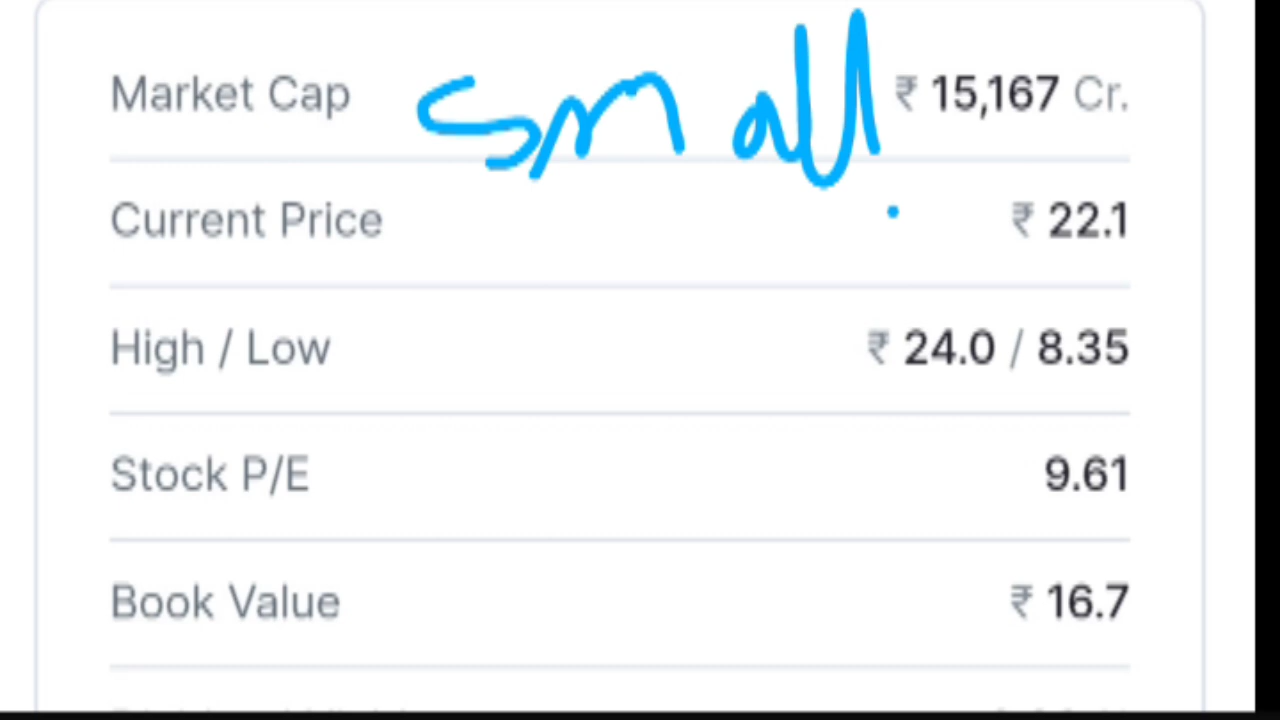 Market Cap small. ₹ 15,167 Cr.
Current Price ₹ 22.1
High / Low ₹ 24.0 / 8.35
Stock P/E 9.61
Book Value ₹ 16.7